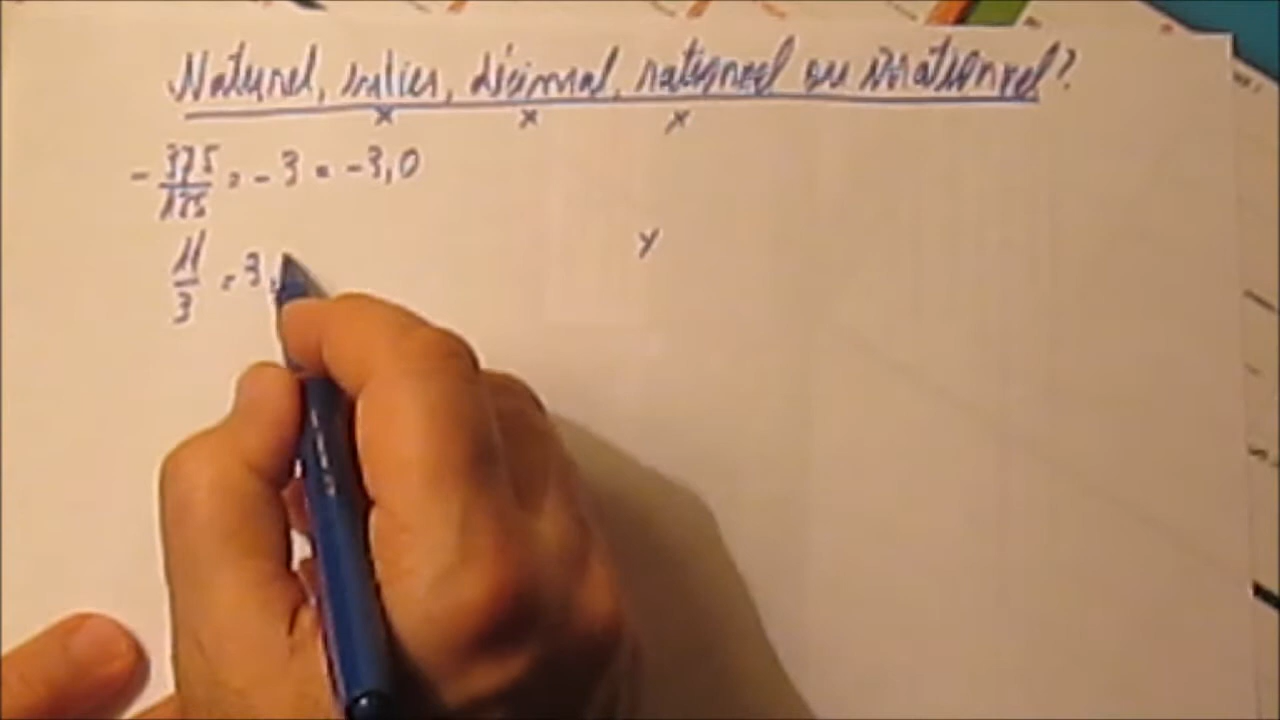 Naturel, entier, décimal, rationnel ou irrationnel ?
x x x
- 375/125 = - 3 = -3,0
x
11/3 = 3,